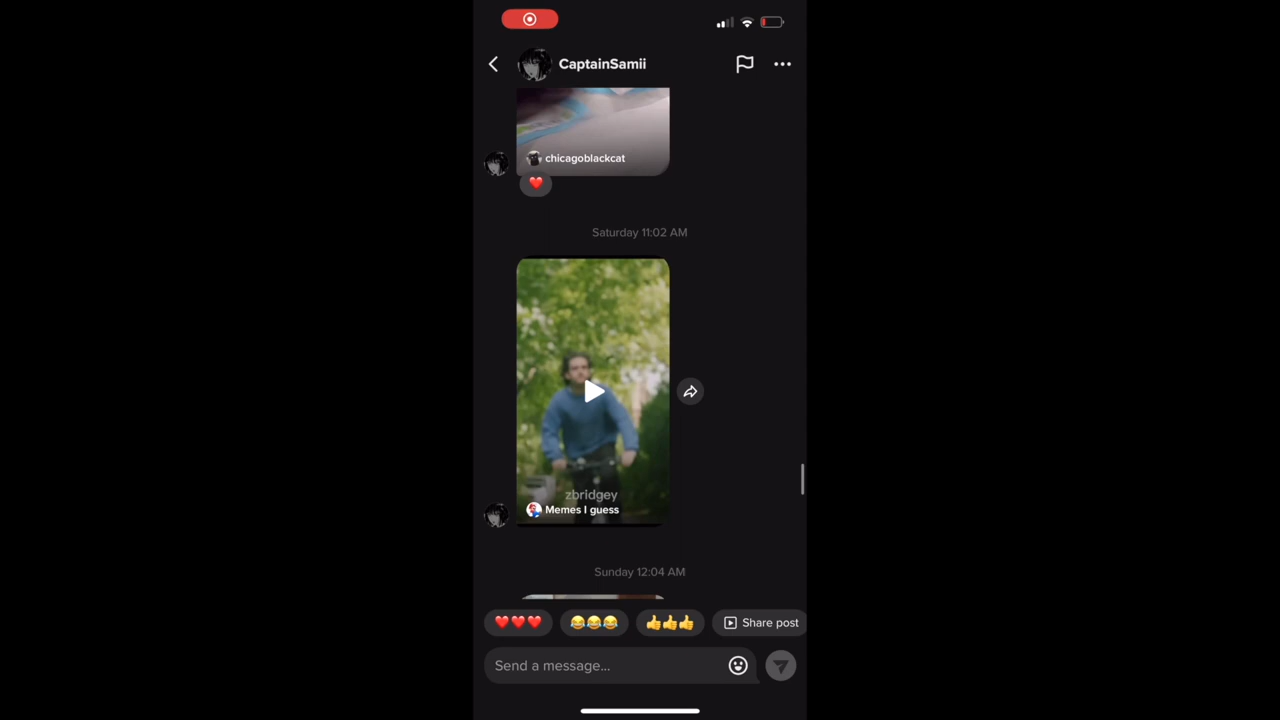 CaptainSamii
chicagoblackcat
Saturday 11:02 AM
zbridgey
Memes I guess
Sunday 12:04 AM
Share post
Send a message...